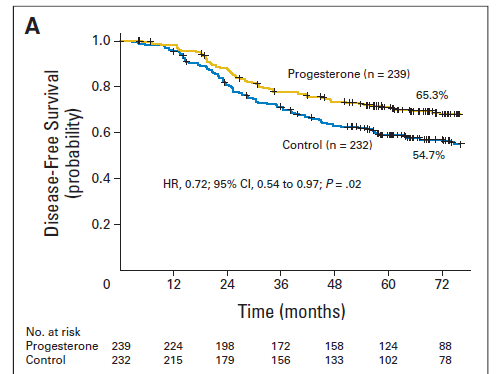 A
Disease-Free Survival
(probability)
1.0
0.8
0.6
0.4
0.2
0
Progesterone (n = 239)
65.3%
Control (n = 232)
54.7%
HR, 0.72; 95% CI, 0.54 to 0.97; P = .02
12 24 36 48 60 72
Time (months)
No. at risk
Progesterone 239 224 198 172 158 124 88
Control 232 215 179 156 133 102 78